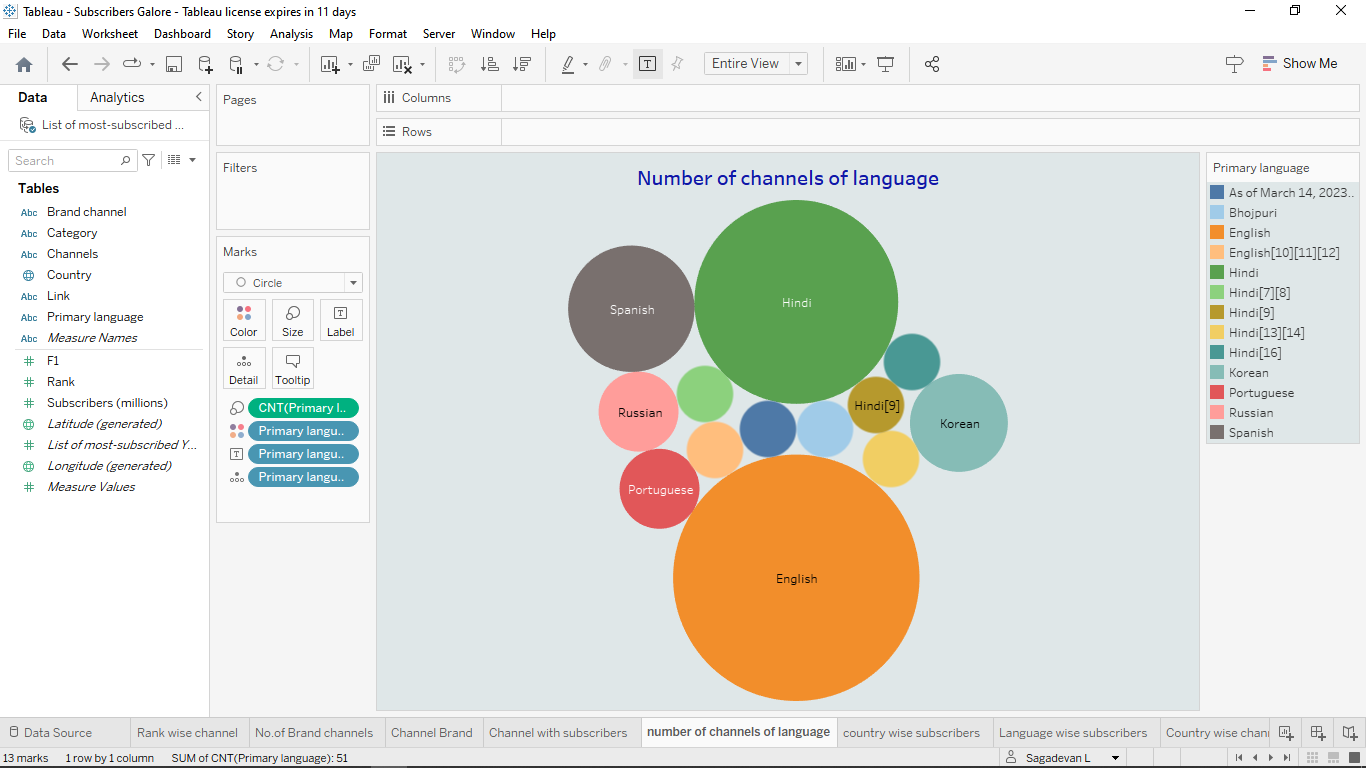 Tableau - Subscribers Galore - Tableau license expires in 11 days
File Data Worksheet Dashboard Story Analysis Map Format Server Window Help
Entire View
Show Me
Data Analytics
List of most-subscribed ...
Search
Tables
Abc Brand channel
Abc Category
Abc Channels
Country
Abc Link
Abc Primary language
Abc Measure Names
# F1
# Rank
# Subscribers (millions)
Latitude (generated)
# List of most-subscribed Y...
Longitude (generated)
# Measure Values
Pages
Filters
Marks
Circle
Color Size Label
Detail Tooltip
CNT(Primary l..
Primary langu..
Primary langu..
Primary langu..
Columns
Rows
Number of channels of language
Spanish
Hindi
Russian
Hindi[9]
Korean
Portuguese
English
Primary language
As of March 14, 2023..
Bhojpuri
English
English[10][11][12]
Hindi
Hindi[7][8]
Hindi[9]
Hindi[13][14]
Hindi[16]
Korean
Portuguese
Russian
Spanish
Data Source Rank wise channel No.of Brand channels Channel Brand Channel with subscribers number of channels of language country wise subscribers Language wise subscribers Country wise chann
13 marks 1 row by 1 column SUM of CNT(Primary language): 51 Sagadevan L